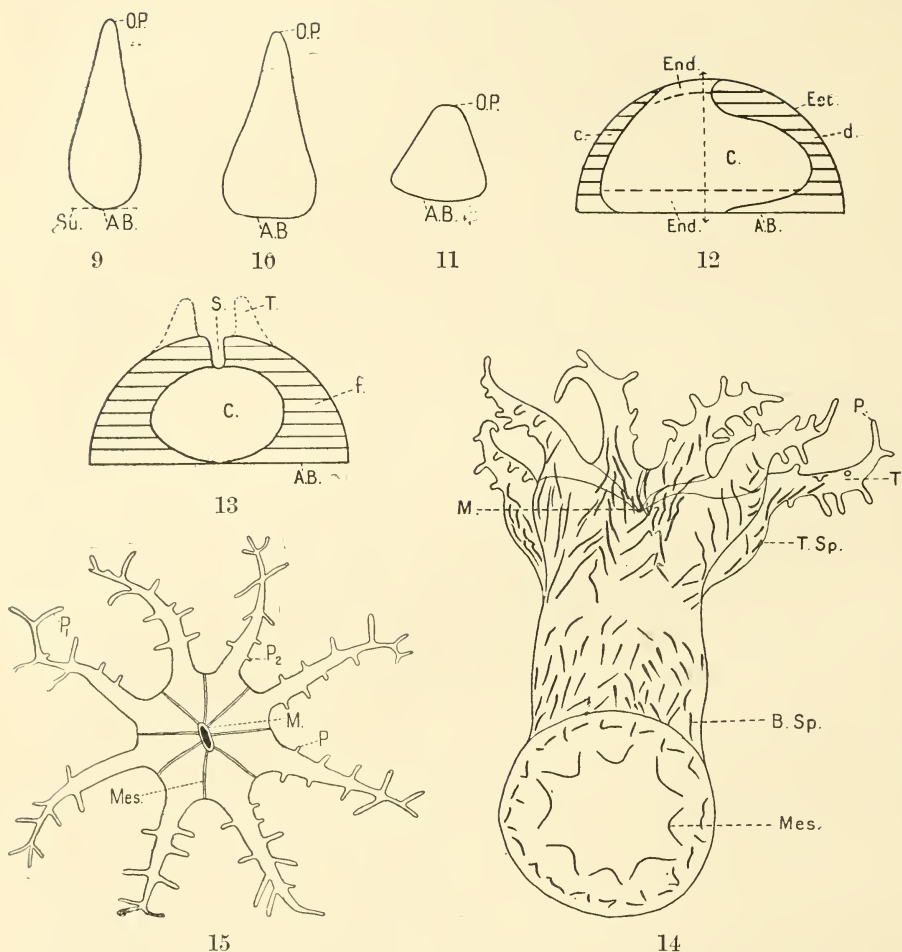 O.P.
Su.
A.B.
9
O.P.
A.B
10
O.P.
A.B.
11
End.
Ect.
c.
d.
C.
End.
A.B.
12
S.
T.
f.
C.
A.B.
13
P.
T
M.
T. Sp.
B. Sp.
Mes.
14
P₁
P₂
M.
P
Mes.
15